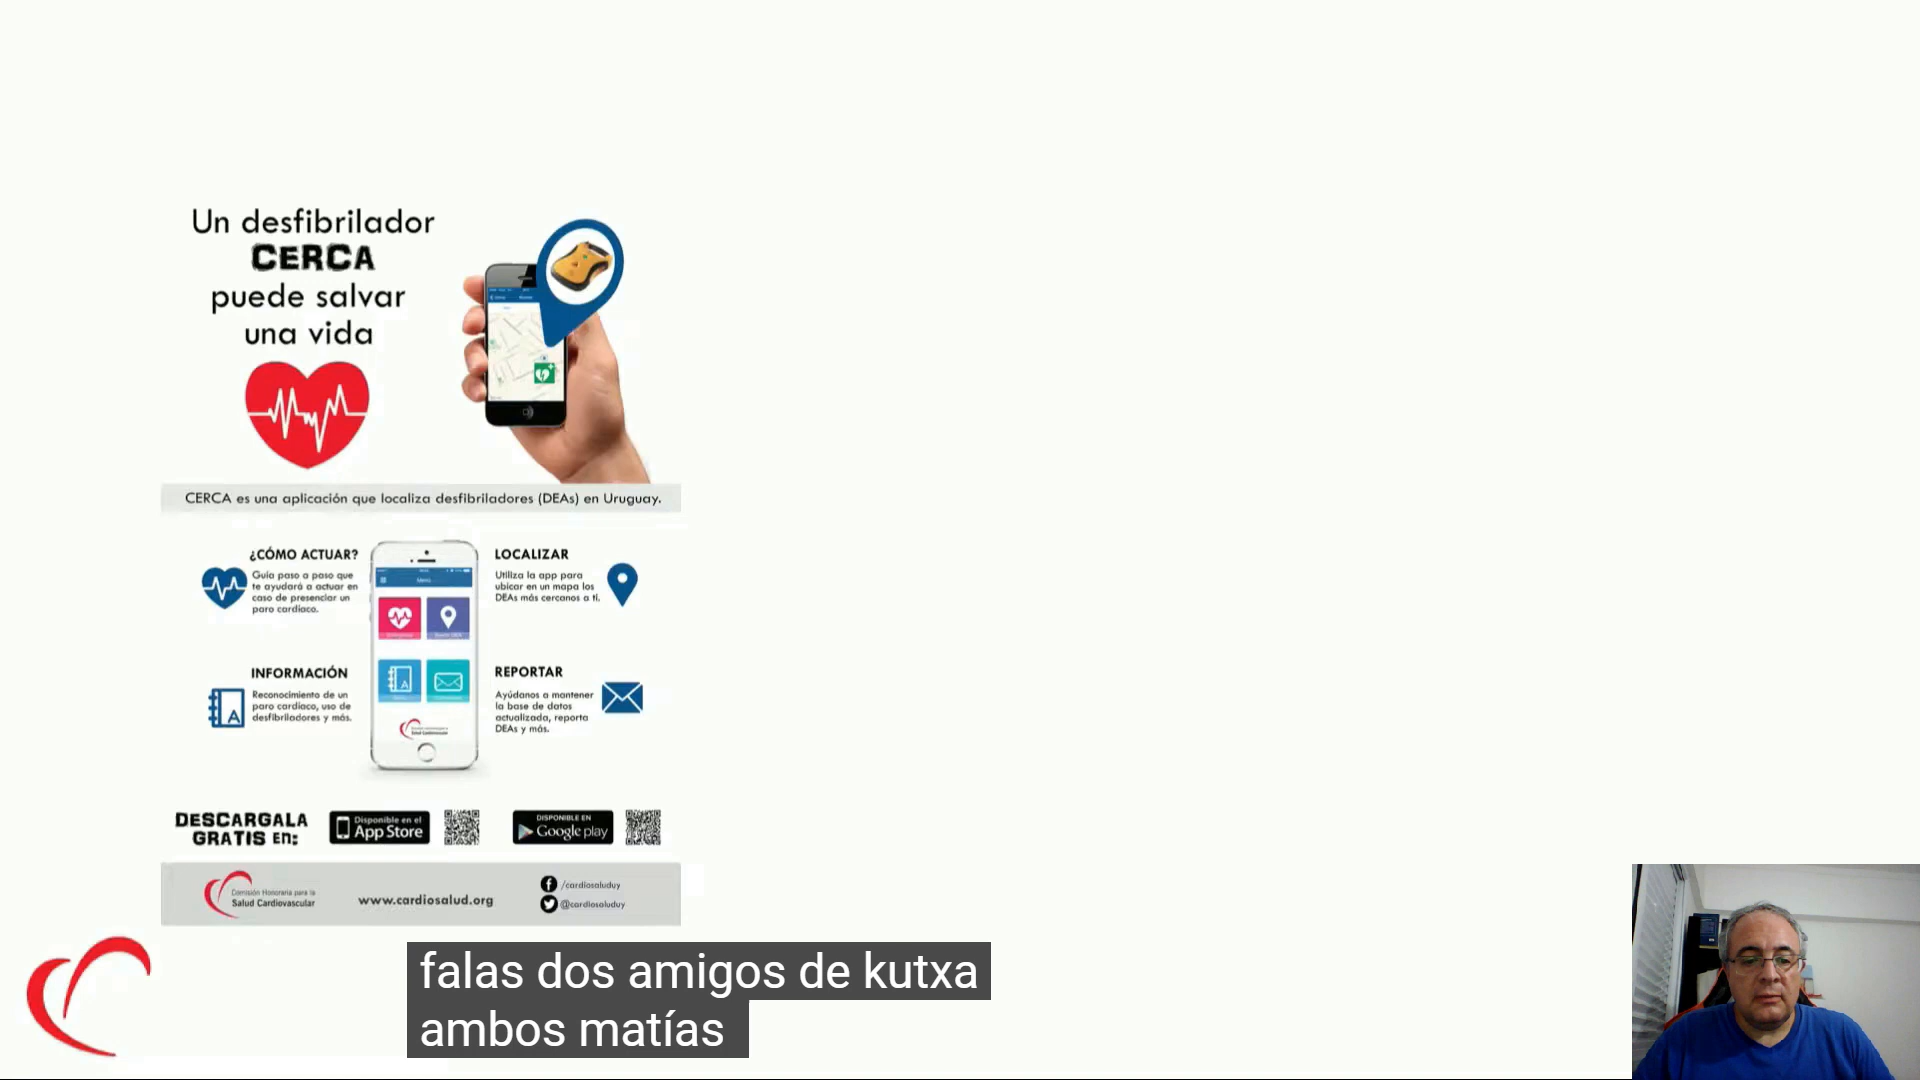 Un desfibrilador
CERCA
puede salvar
una vida
CERCA es una aplicación que localiza desfibriladores (DEAs) en Uruguay.
¿CÓMO ACTUAR?
Guía paso a paso que
te ayudará a actuar en
caso de presenciar un
paro cardíaco.
LOCALIZAR
Utiliza la app para
ubicar en un mapa los
DEAs más cercanos a tí.
Menú
INFORMACIÓN
Reconocimiento de un
paro cardíaco, uso de
desfibriladores y más.
REPORTAR
Ayúdanos a mantener
la base de datos
actualizada, reporta
DEAs y más.
Salud Cardiovascular
DESCARGALA
GRATIS En:
Disponible en el
App Store
DISPONIBLE EN
Google play
Comisión Honoraria para la
Salud Cardiovascular
www.cardiosalud.org
/cardiosaluduy
@cardiosaluduy
falas dos amigos de kutxa
ambos matías